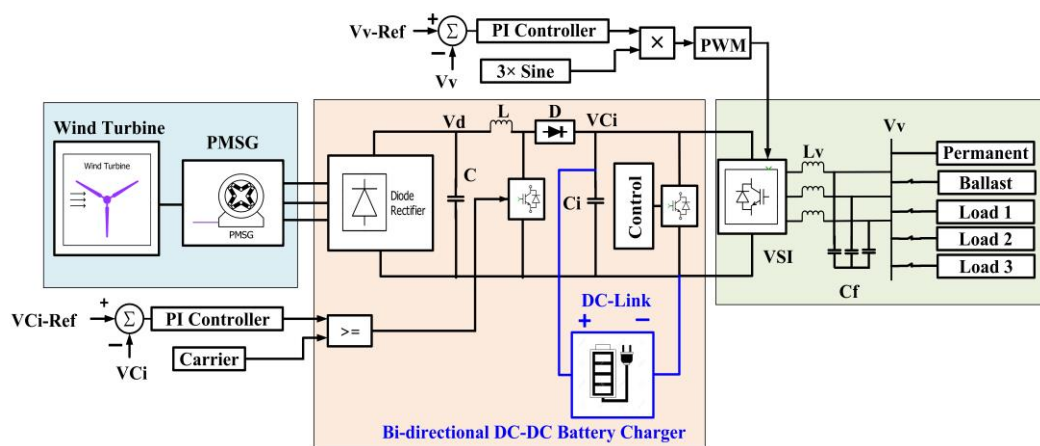 Vv-Ref
+
Σ
−
Vv
PI Controller
3× Sine
×
PWM
Wind Turbine
Wind Turbine
PMSG
PMSG
Diode
Rectifier
Vd
L
D
VCi
C
Ci
Control
DC-Link
+ −
Bi-directional DC-DC Battery Charger
VSI
Lv
Cf
Vv
Permanent
Ballast
Load 1
Load 2
Load 3
VCi-Ref
+
Σ
−
VCi
PI Controller
Carrier
>=